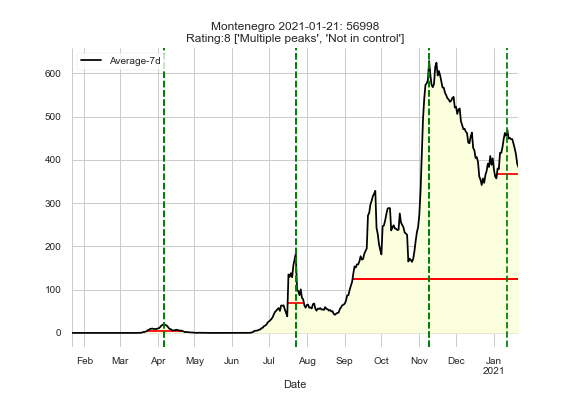 Montenegro 2021-01-21: 56998
Rating:8 ['Multiple peaks', 'Not in control']
Average-7d
600
500
400
300
200
100
0
Feb Mar Apr May Jun Jul Aug Sep Oct Nov Dec Jan
2021
Date